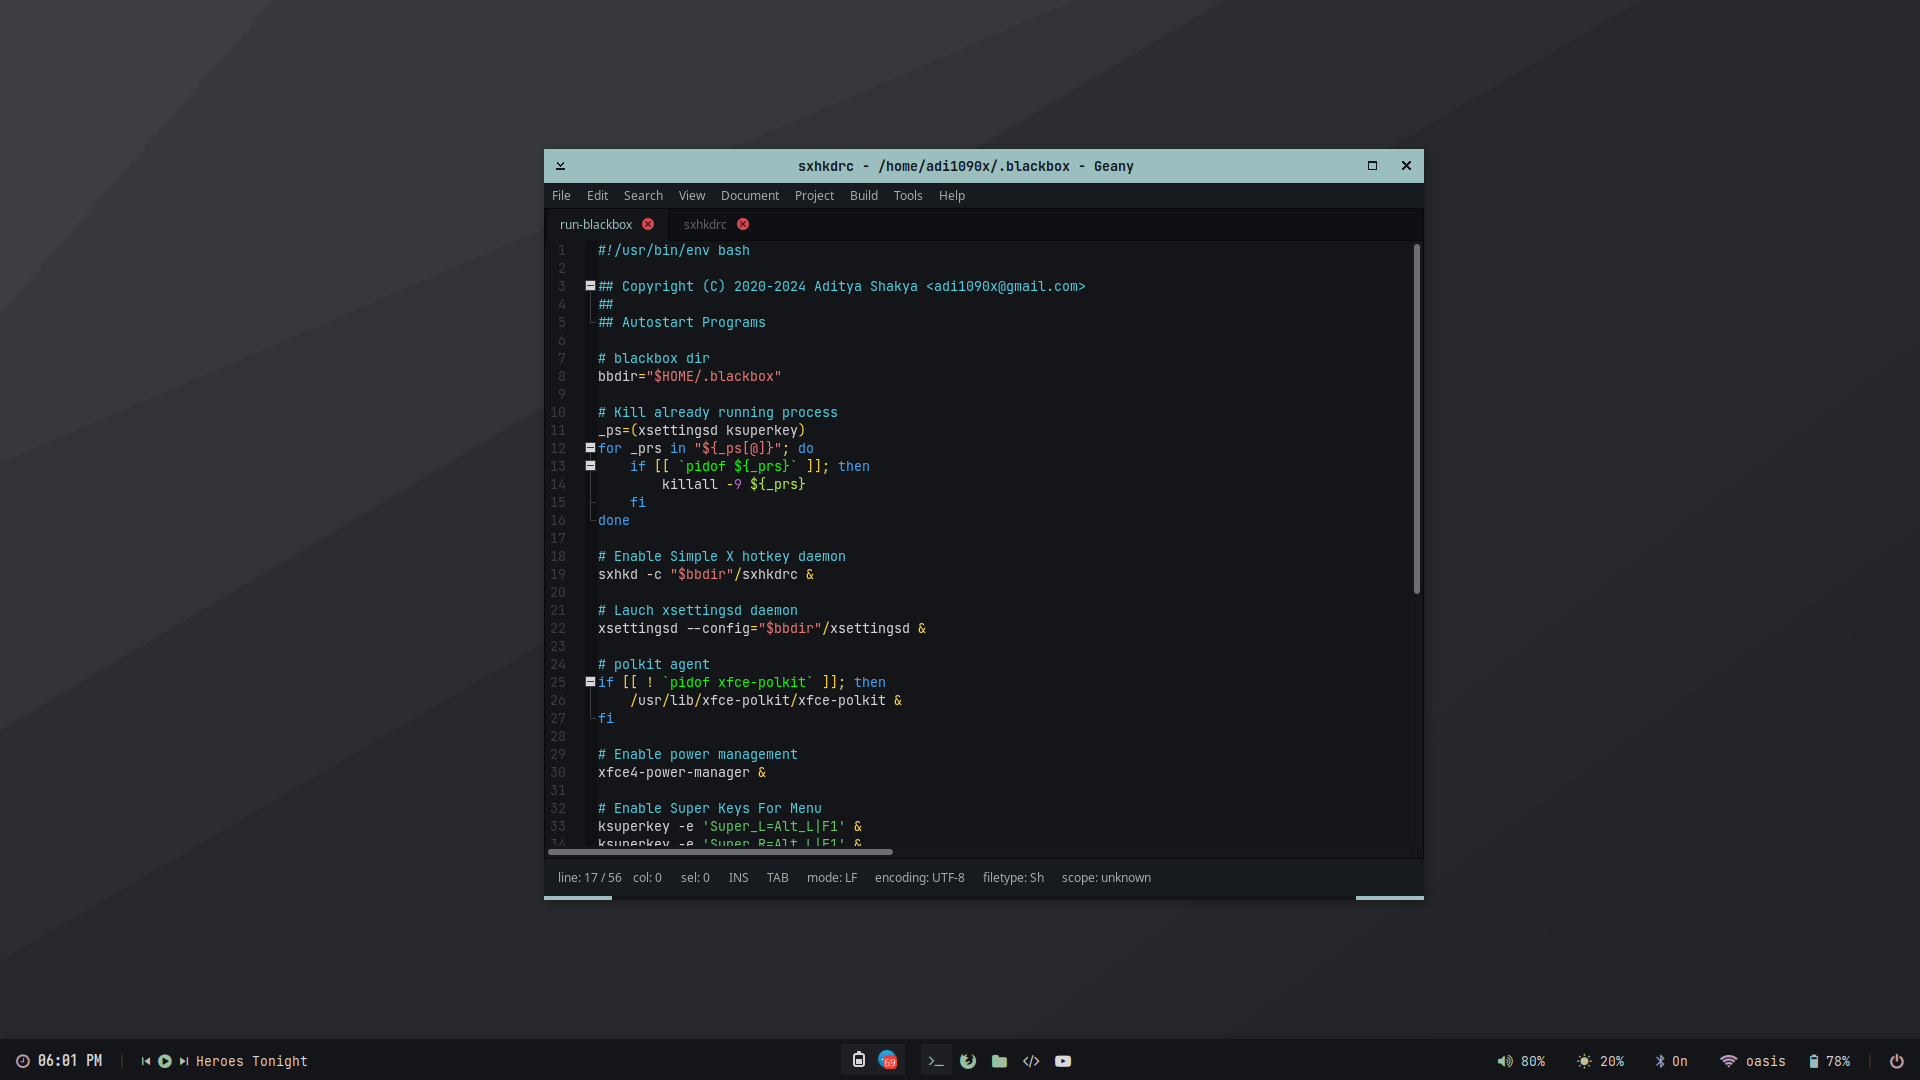 sxhkdrc - /home/adi1090x/.blackbox - Geany
File Edit Search View Document Project Build Tools Help
run-blackbox sxhkdrc
1 #!/usr/bin/env bash
2
3 ## Copyright (C) 2020-2024 Aditya Shakya <adi1090x@gmail.com>
4 ##
5 ## Autostart Programs
6
7 # blackbox dir
8 bbdir="$HOME/.blackbox"
9
10 # Kill already running process
11 _ps=(xsettingsd ksuperkey)
12 for _prs in "${_ps[@]}"; do
13     if [[ `pidof ${_prs}` ]]; then
14         killall -9 ${_prs}
15     fi
16 done
17
18 # Enable Simple X hotkey daemon
19 sxhkd -c "$bbdir"/sxhkdrc &
20
21 # Lauch xsettingsd daemon
22 xsettingsd --config="$bbdir"/xsettingsd &
23
24 # polkit agent
25 if [[ ! `pidof xfce-polkit` ]]; then
26     /usr/lib/xfce-polkit/xfce-polkit &
27 fi
28
29 # Enable power management
30 xfce4-power-manager &
31
32 # Enable Super Keys For Menu
33 ksuperkey -e 'Super_L=Alt_L|F1' &
34 ksuperkey -e 'Super_R=Alt_L|F1' &
line: 17 / 56 col: 0 sel: 0 INS TAB mode: LF encoding: UTF-8 filetype: Sh scope: unknown
06:01 PM | Heroes Tonight 69 80% 20% On oasis 78% |